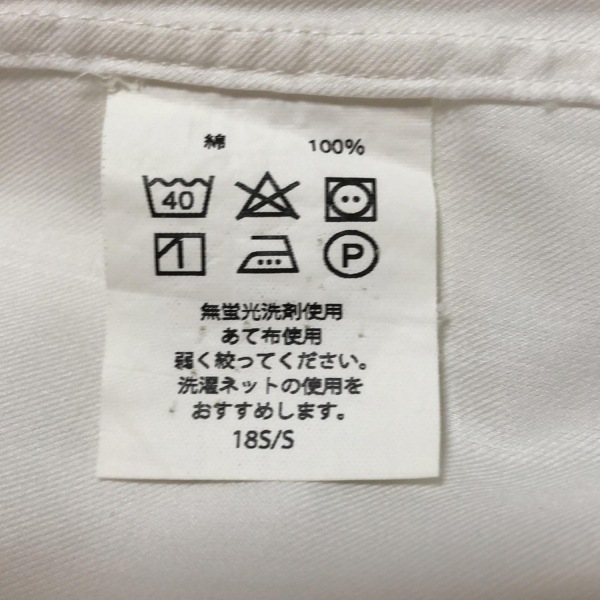 綿 100%
40
P
無蛍光洗剤使用
あて布使用
弱く絞ってください。
洗濯ネットの使用を
おすすめします。
18S/S